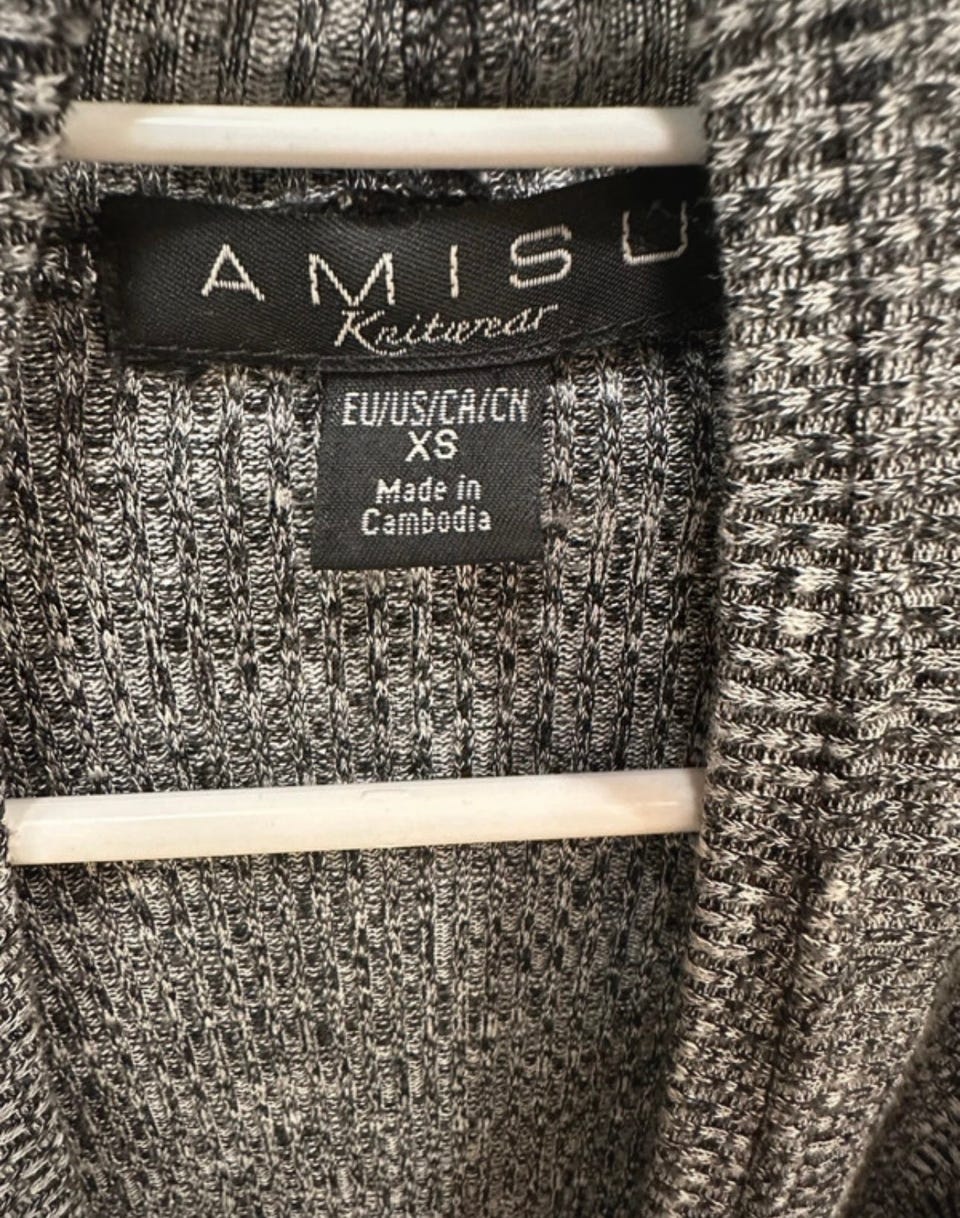 AMISU
Knitwear
EU/US/CA/CN
XS
Made in
Cambodia